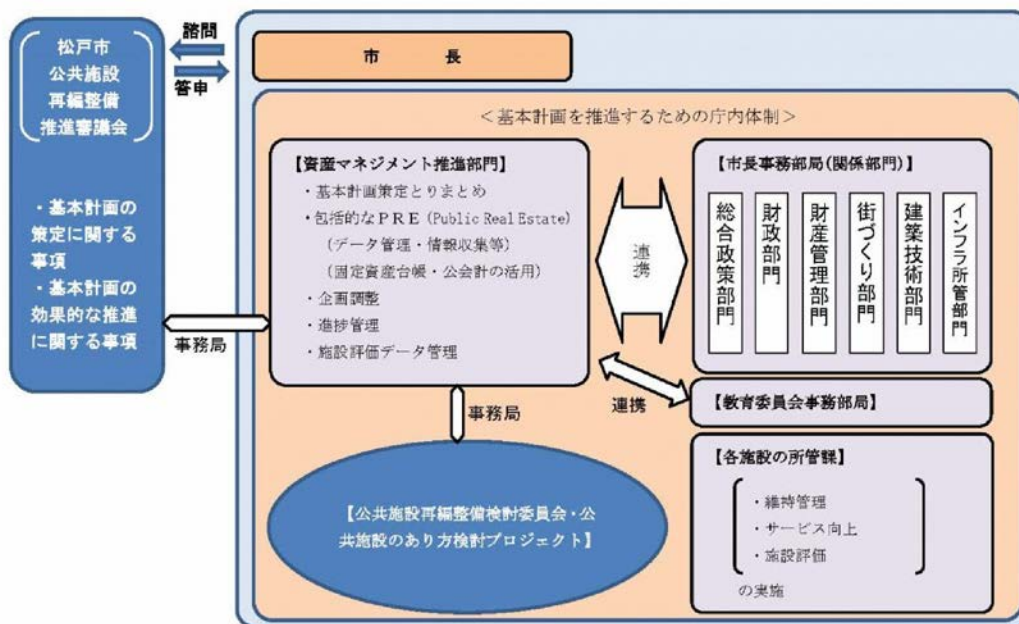 松戸市
公共施設
再編整備
推進審議会
・基本計画の
策定に関する
事項
・基本計画の
効果的な推進
に関する事項
諮問
答申
市 長
＜基本計画を推進するための庁内体制＞
【資産マネジメント推進部門】
・基本計画策定とりまとめ
・包括的なＰＲＥ（Public Real Estate）
（データ管理・情報収集等）
（固定資産台帳・公会計の活用）
・企画調整
・進捗管理
・施設評価データ管理
事務局
連携
【市長事務部局（関係部門）】
総合政策部門
財政部門
財産管理部門
街づくり部門
建築技術部門
インフラ所管部門
連携
【教育委員会事務部局】
事務局
【公共施設再編整備検討委員会・公
共施設のあり方検討プロジェクト】
【各施設の所管課】
・維持管理
・サービス向上
・施設評価
の実施